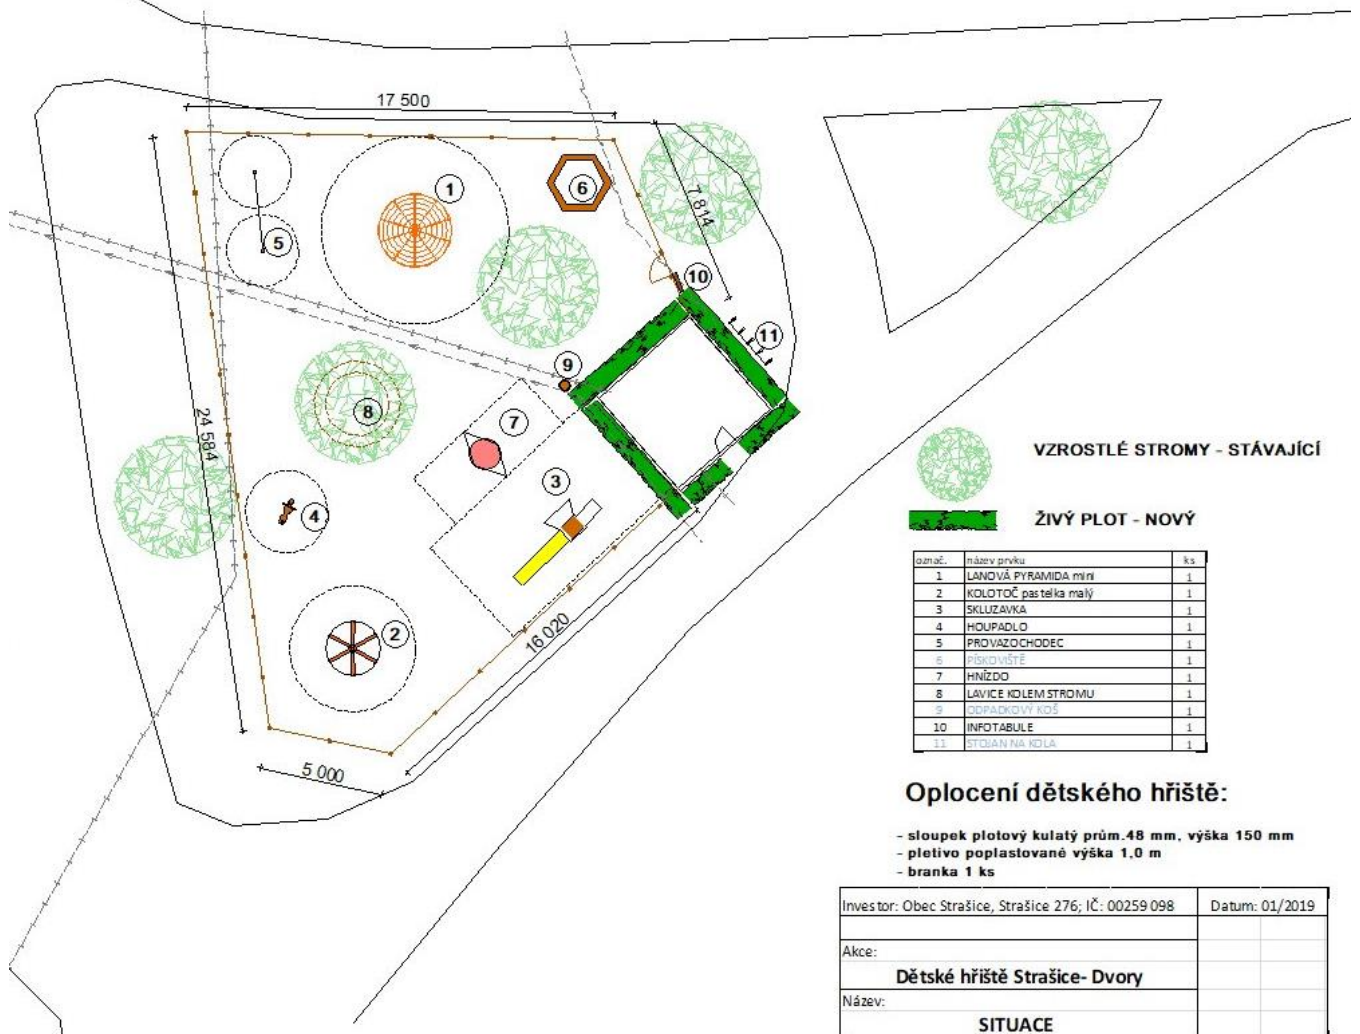 17 500
1
6
5
7 814
10
11
9
24 584
8
7
3
4
2
16 020
5 000
VZROSTLÉ STROMY - STÁVAJÍCÍ
ŽIVÝ PLOT - NOVÝ
označ. název prvku ks
1 LANOVÁ PYRAMIDA mini 1
2 KOLOTOČ pastelka malý 1
3 SKLUZAVKA 1
4 HOUPADLO 1
5 PROVAZOCHODEC 1
6 PÍSKOVIŠTĚ 1
7 HNÍZDO 1
8 LAVICE KOLEM STROMU 1
9 ODPADKOVÝ KOŠ 1
10 INFOTABULE 1
11 STOJAN NA KOLA 1
Oplocení dětského hřiště:
- sloupek plotový kulatý prům.48 mm, výška 150 mm
- pletivo poplastované výška 1,0 m
- branka 1 ks
Investor: Obec Strašice, Strašice 276; IČ: 00259098 Datum: 01/2019
Akce:
Dětské hřiště Strašice- Dvory
Název:
SITUACE